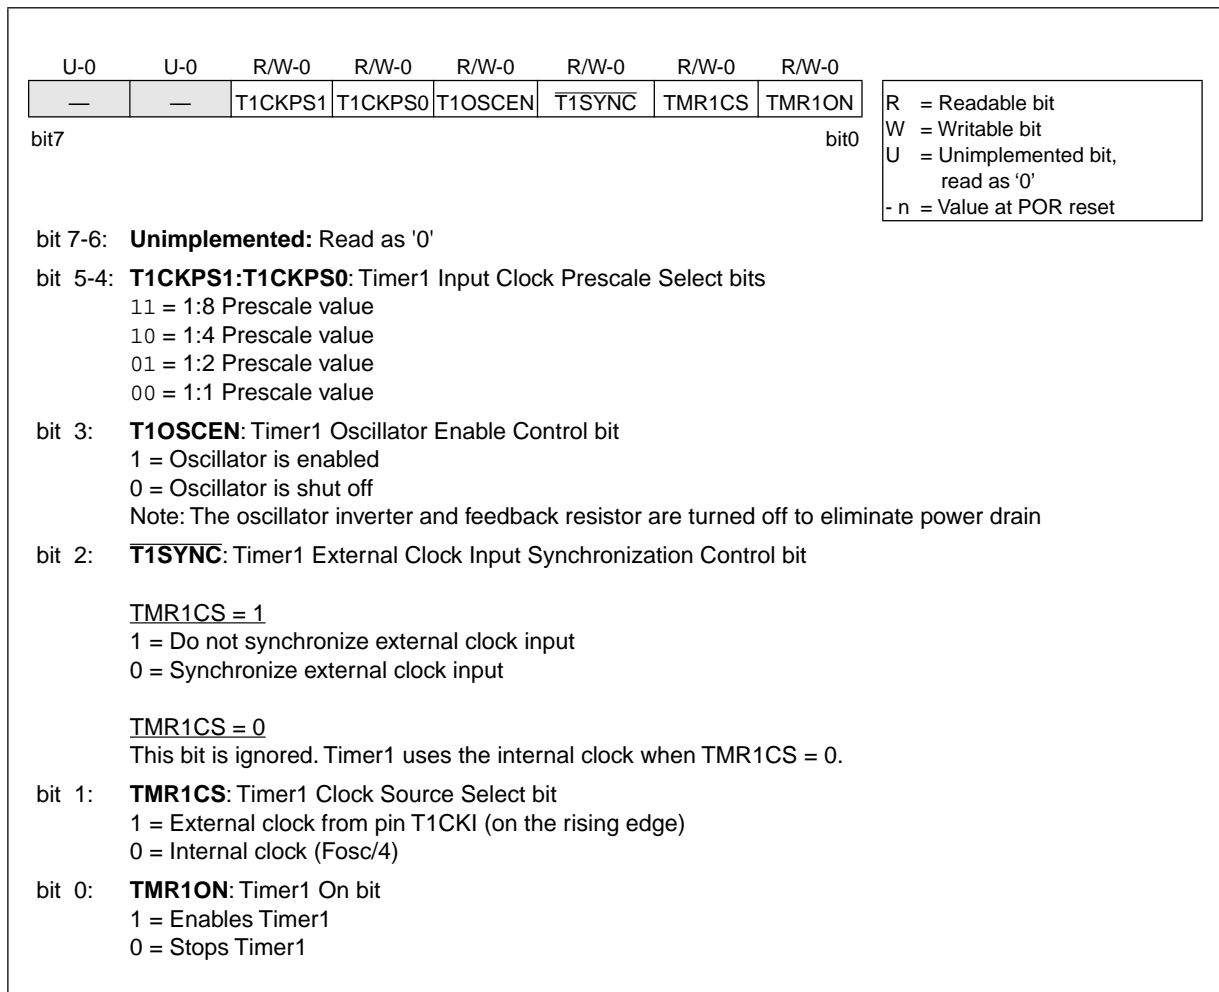 U-0 U-0 R/W-0 R/W-0 R/W-0 R/W-0 R/W-0 R/W-0
— — T1CKPS1 T1CKPS0 T1OSCEN T1SYNC TMR1CS TMR1ON
bit7 bit0
R = Readable bit
W = Writable bit
U = Unimplemented bit,
read as ‘0’
- n = Value at POR reset
bit 7-6: Unimplemented: Read as '0'
bit 5-4: T1CKPS1:T1CKPS0: Timer1 Input Clock Prescale Select bits
11 = 1:8 Prescale value
10 = 1:4 Prescale value
01 = 1:2 Prescale value
00 = 1:1 Prescale value
bit 3: T1OSCEN: Timer1 Oscillator Enable Control bit
1 = Oscillator is enabled
0 = Oscillator is shut off
Note: The oscillator inverter and feedback resistor are turned off to eliminate power drain
bit 2: T1SYNC: Timer1 External Clock Input Synchronization Control bit
TMR1CS = 1
1 = Do not synchronize external clock input
0 = Synchronize external clock input
TMR1CS = 0
This bit is ignored. Timer1 uses the internal clock when TMR1CS = 0.
bit 1: TMR1CS: Timer1 Clock Source Select bit
1 = External clock from pin T1CKI (on the rising edge)
0 = Internal clock (Fosc/4)
bit 0: TMR1ON: Timer1 On bit
1 = Enables Timer1
0 = Stops Timer1